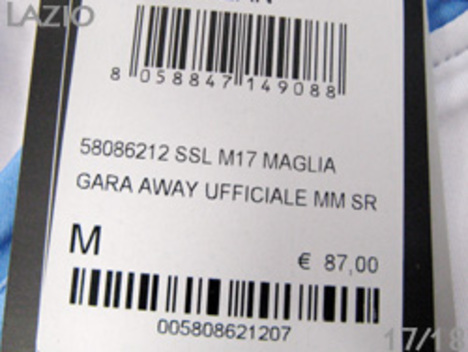 LAZIO
8 058847 149088
58086212 SSL M17 MAGLIA
GARA AWAY UFFICIALE MM SR
M
€ 87,00
005808621207
17/18